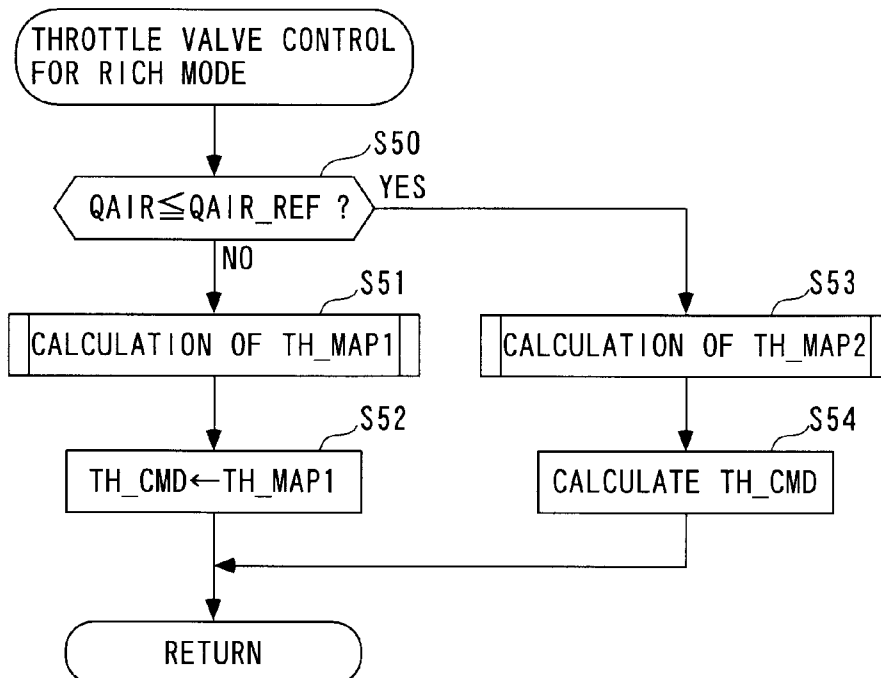 THROTTLE VALVE CONTROL
FOR RICH MODE
S50
QAIR≦QAIR_REF ?
YES
NO
S51
CALCULATION OF TH_MAP1
S53
CALCULATION OF TH_MAP2
S52
TH_CMD←TH_MAP1
S54
CALCULATE TH_CMD
RETURN